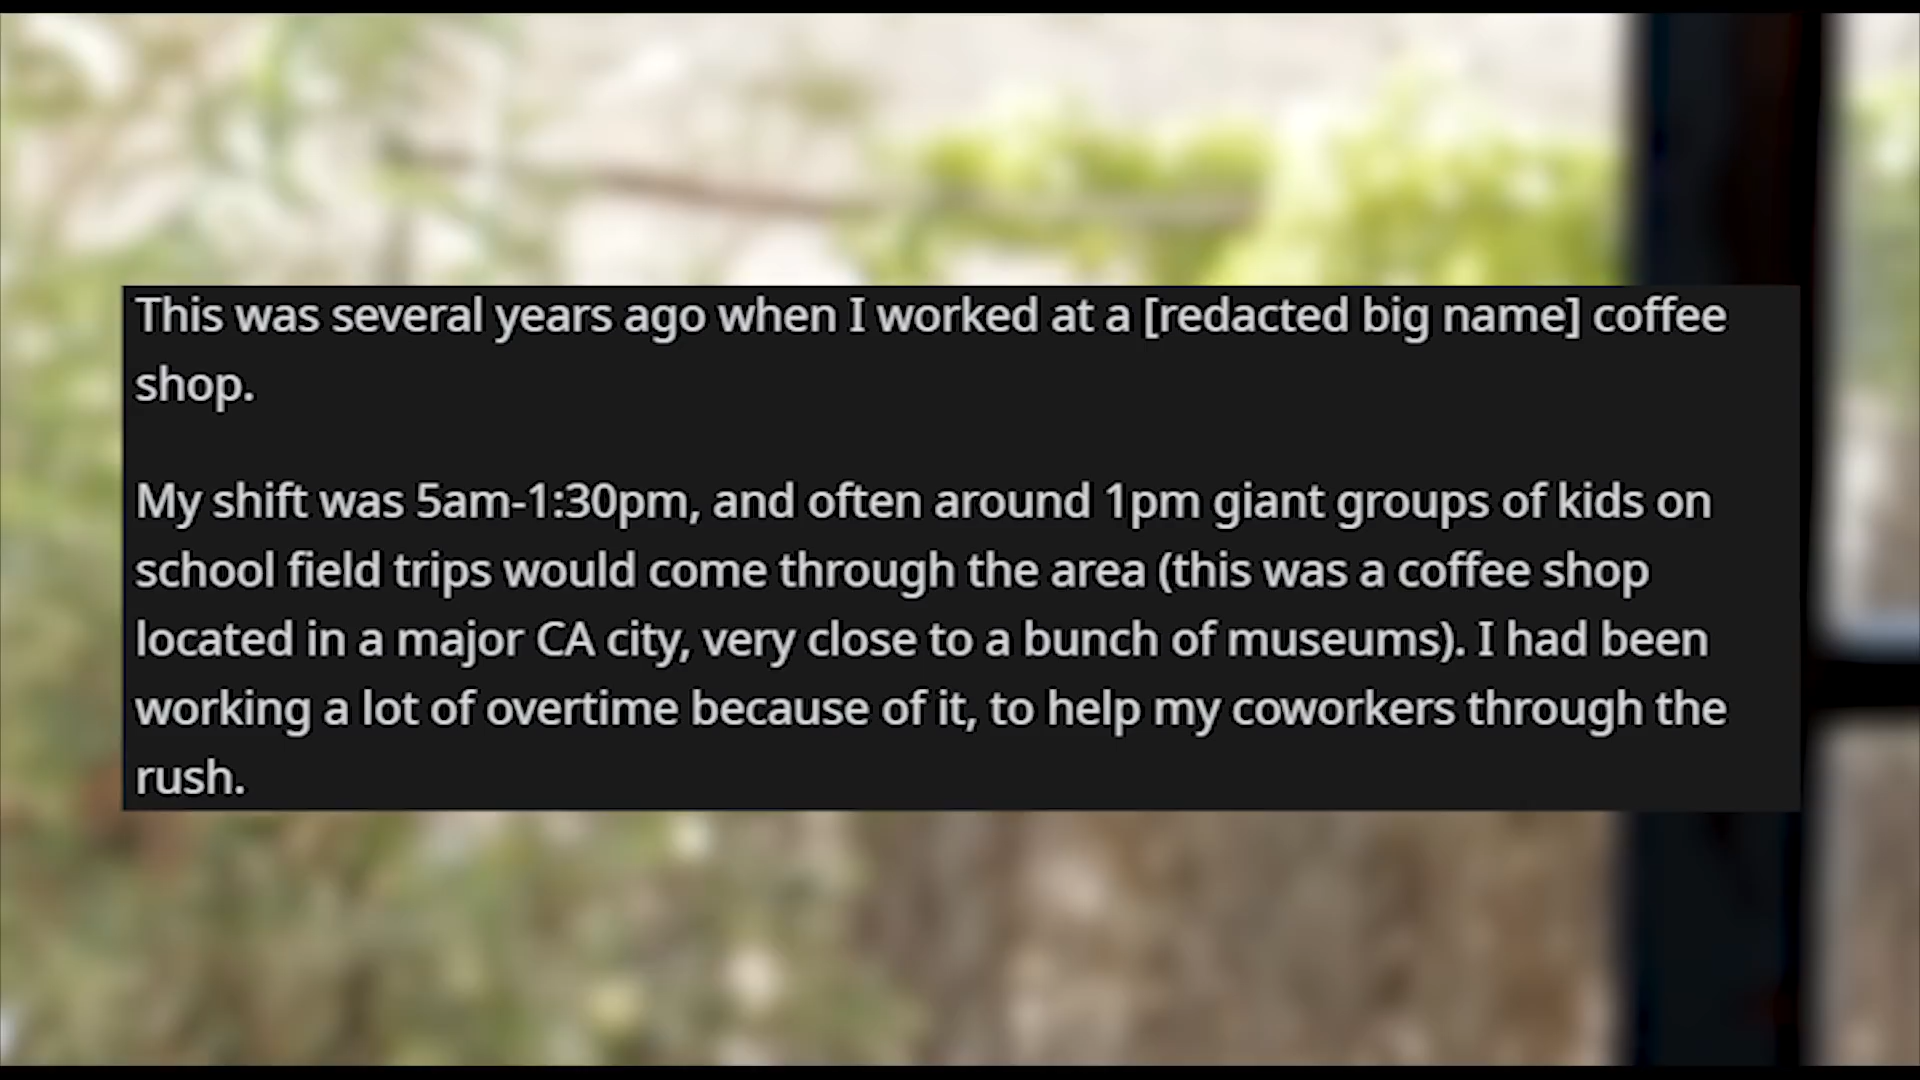 This was several years ago when I worked at a [redacted big name] coffee
shop.
My shift was 5am-1:30pm, and often around 1pm giant groups of kids on
school field trips would come through the area (this was a coffee shop
located in a major CA city, very close to a bunch of museums). I had been
working a lot of overtime because of it, to help my coworkers through the
rush.